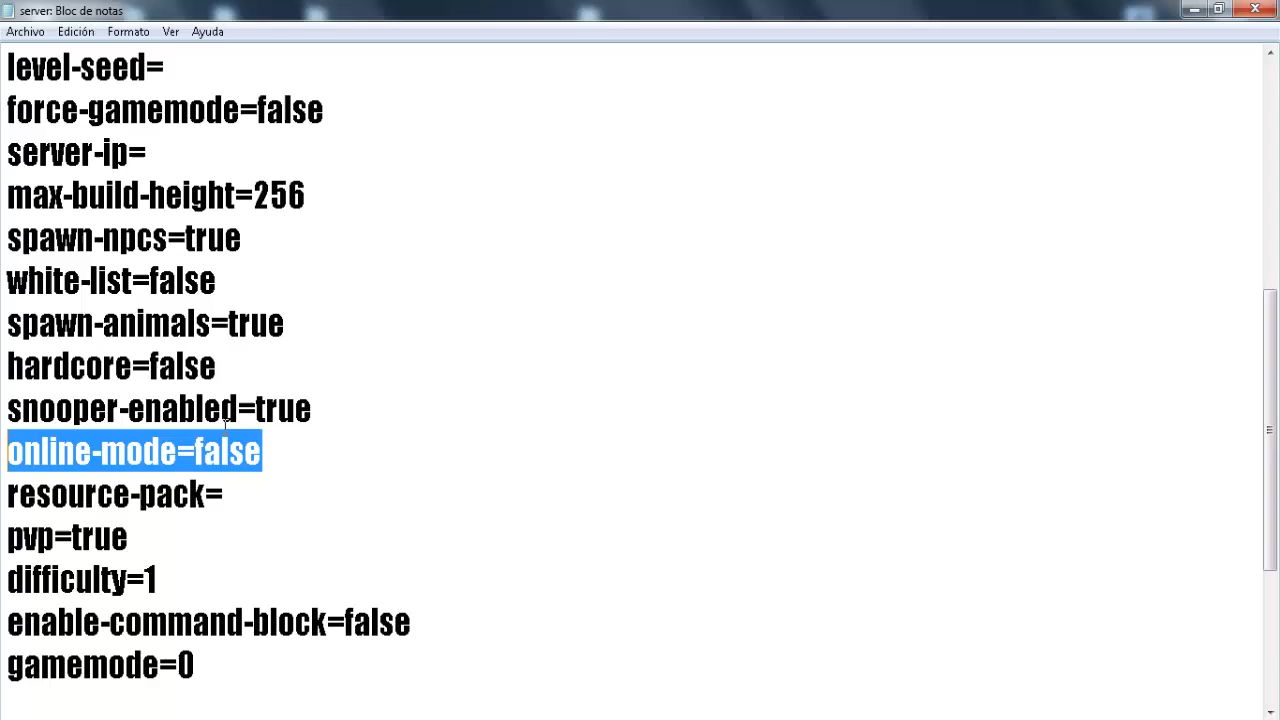 server: Bloc de notas
Archivo Edición Formato Ver Ayuda
level-seed=
force-gamemode=false
server-ip=
max-build-height=256
spawn-npcs=true
white-list=false
spawn-animals=true
hardcore=false
snooper-enabled=true
online-mode=false
resource-pack=
pvp=true
difficulty=1
enable-command-block=false
gamemode=0